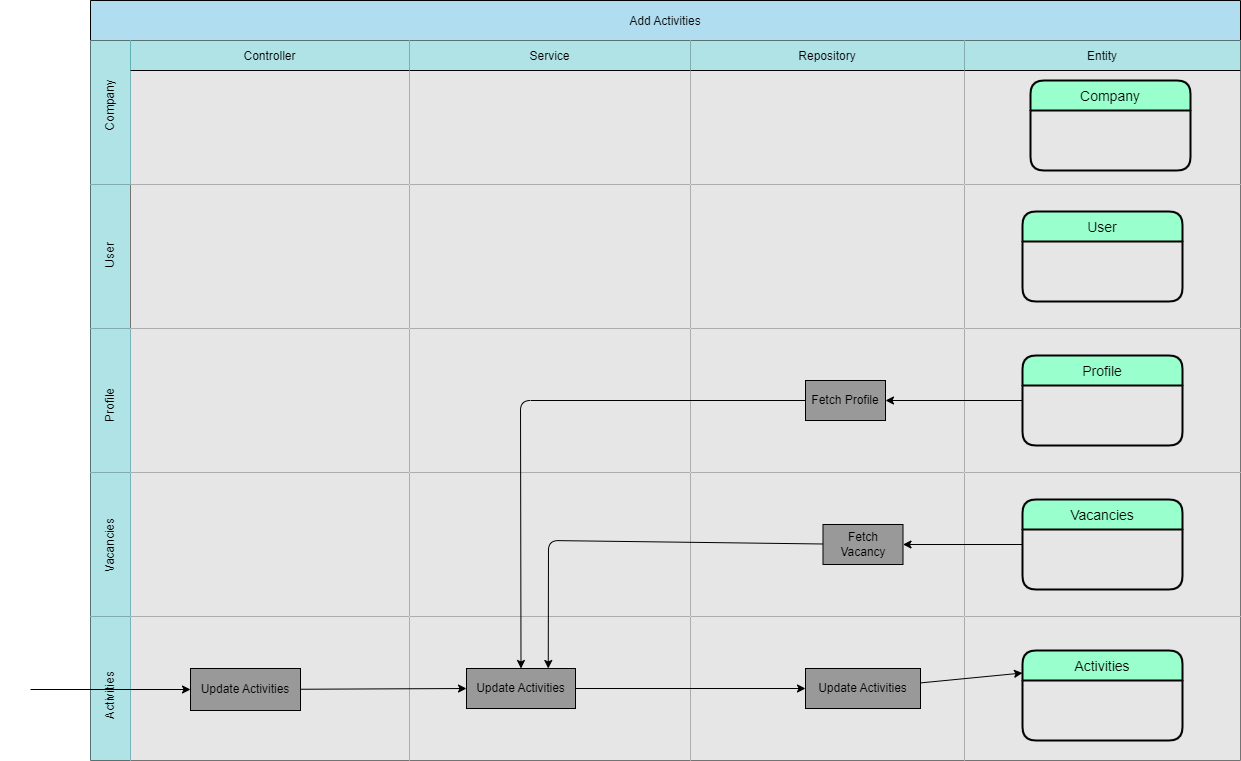 Add Activities
Controller
Service
Repository
Entity
Company
Company
User
User
Profile
Fetch Profile
Profile
Vacancies
Fetch
Vacancy
Vacancies
Activities
Update Activities
Update Activities
Update Activities
Activities